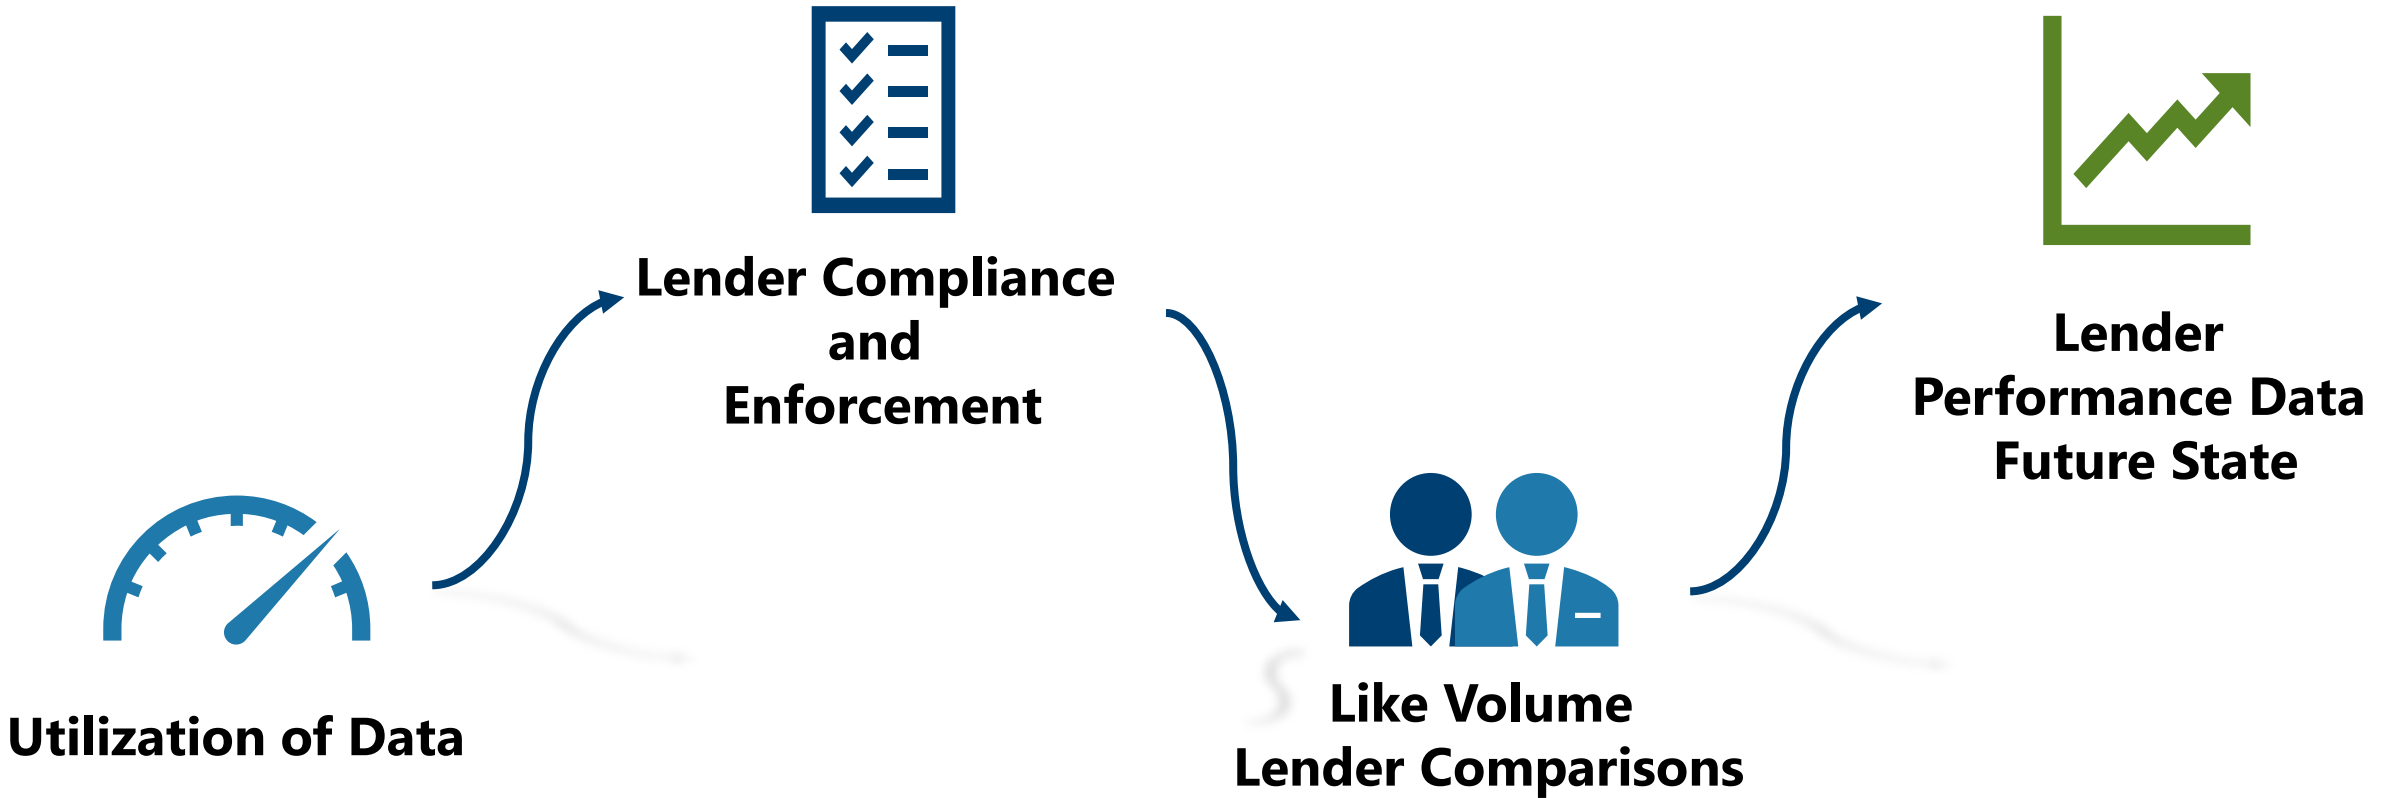 Utilization of Data
Lender Compliance
and
Enforcement
Like Volume
Lender Comparisons
Lender
Performance Data
Future State